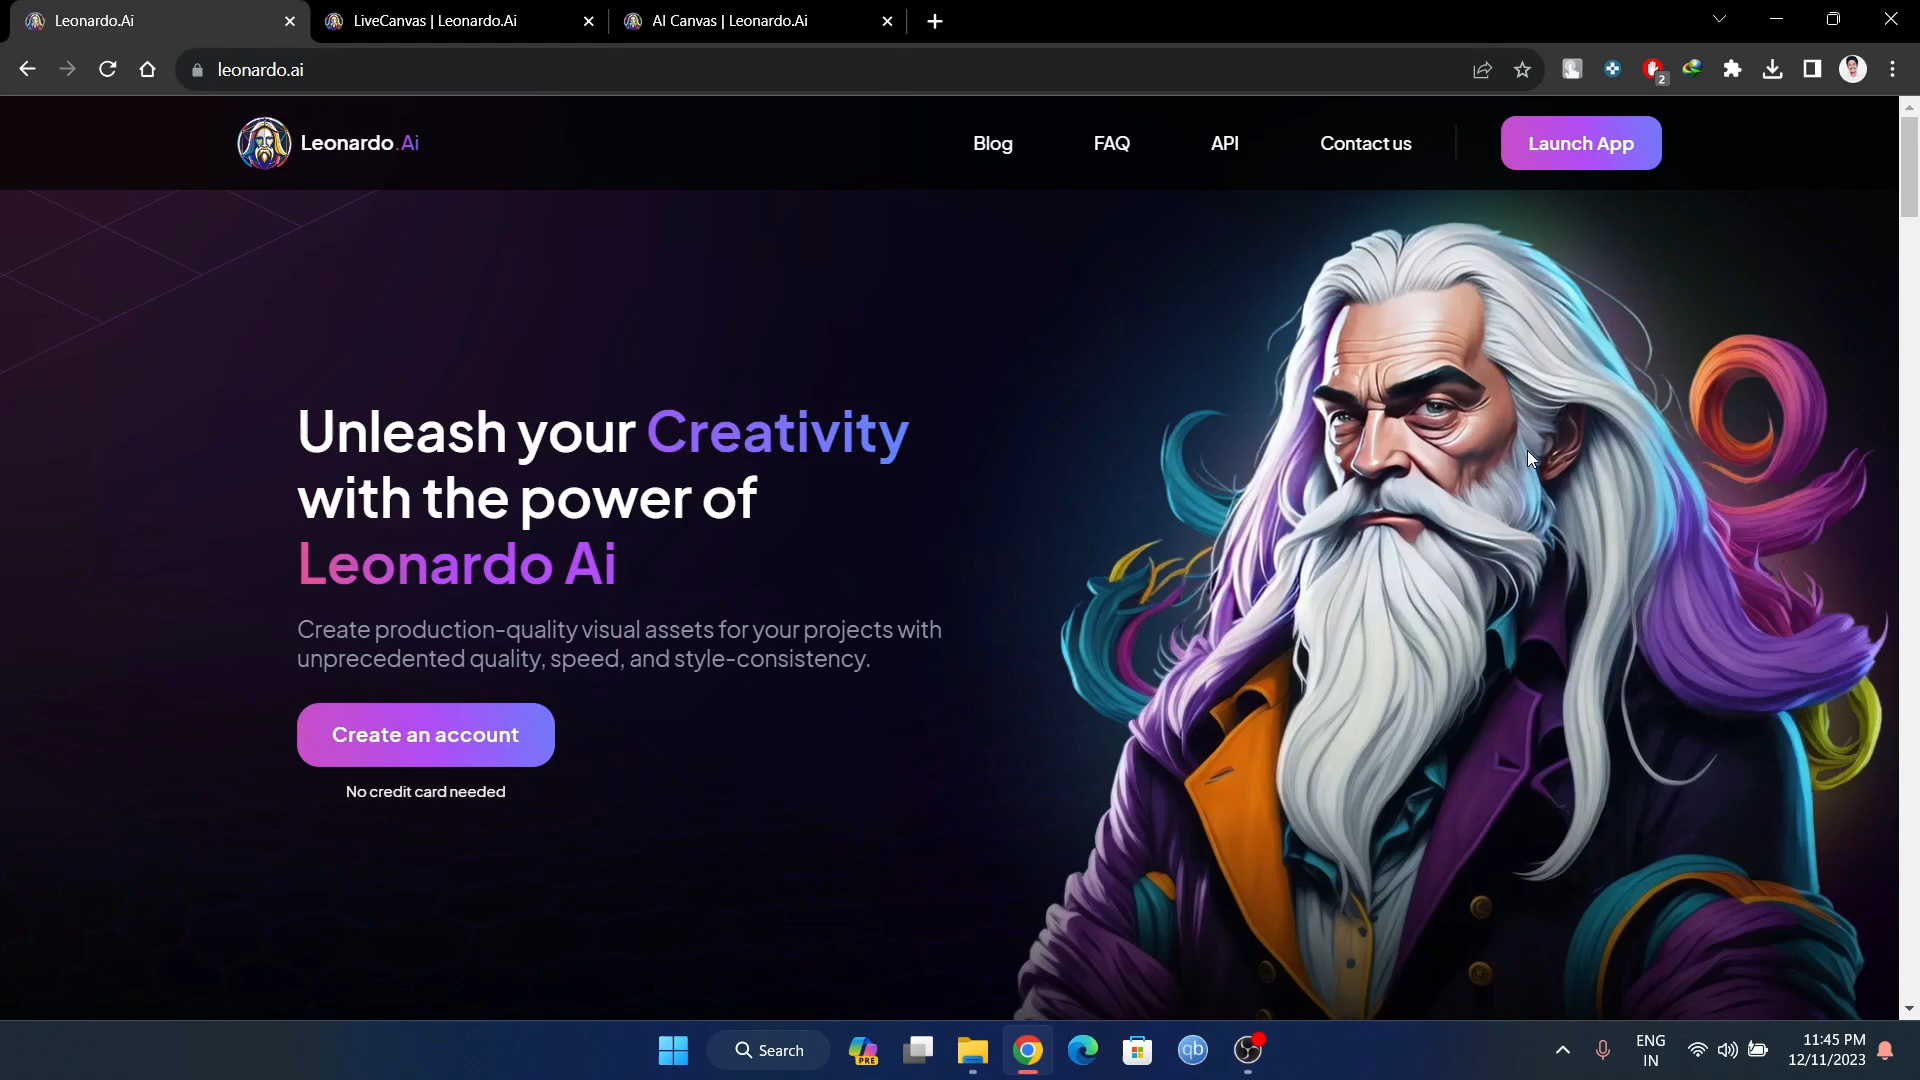 Leonardo.Ai
LiveCanvas | Leonardo.Ai
AI Canvas | Leonardo.Ai
leonardo.ai
2
Leonardo.Ai
Blog
FAQ
API
Contact us
Launch App
Unleash your Creativity
with the power of
Leonardo Ai
Create production-quality visual assets for your projects with
unprecedented quality, speed, and style-consistency.
Create an account
No credit card needed
Search
PRE
qb
ENG
IN
11:45 PM
12/11/2023